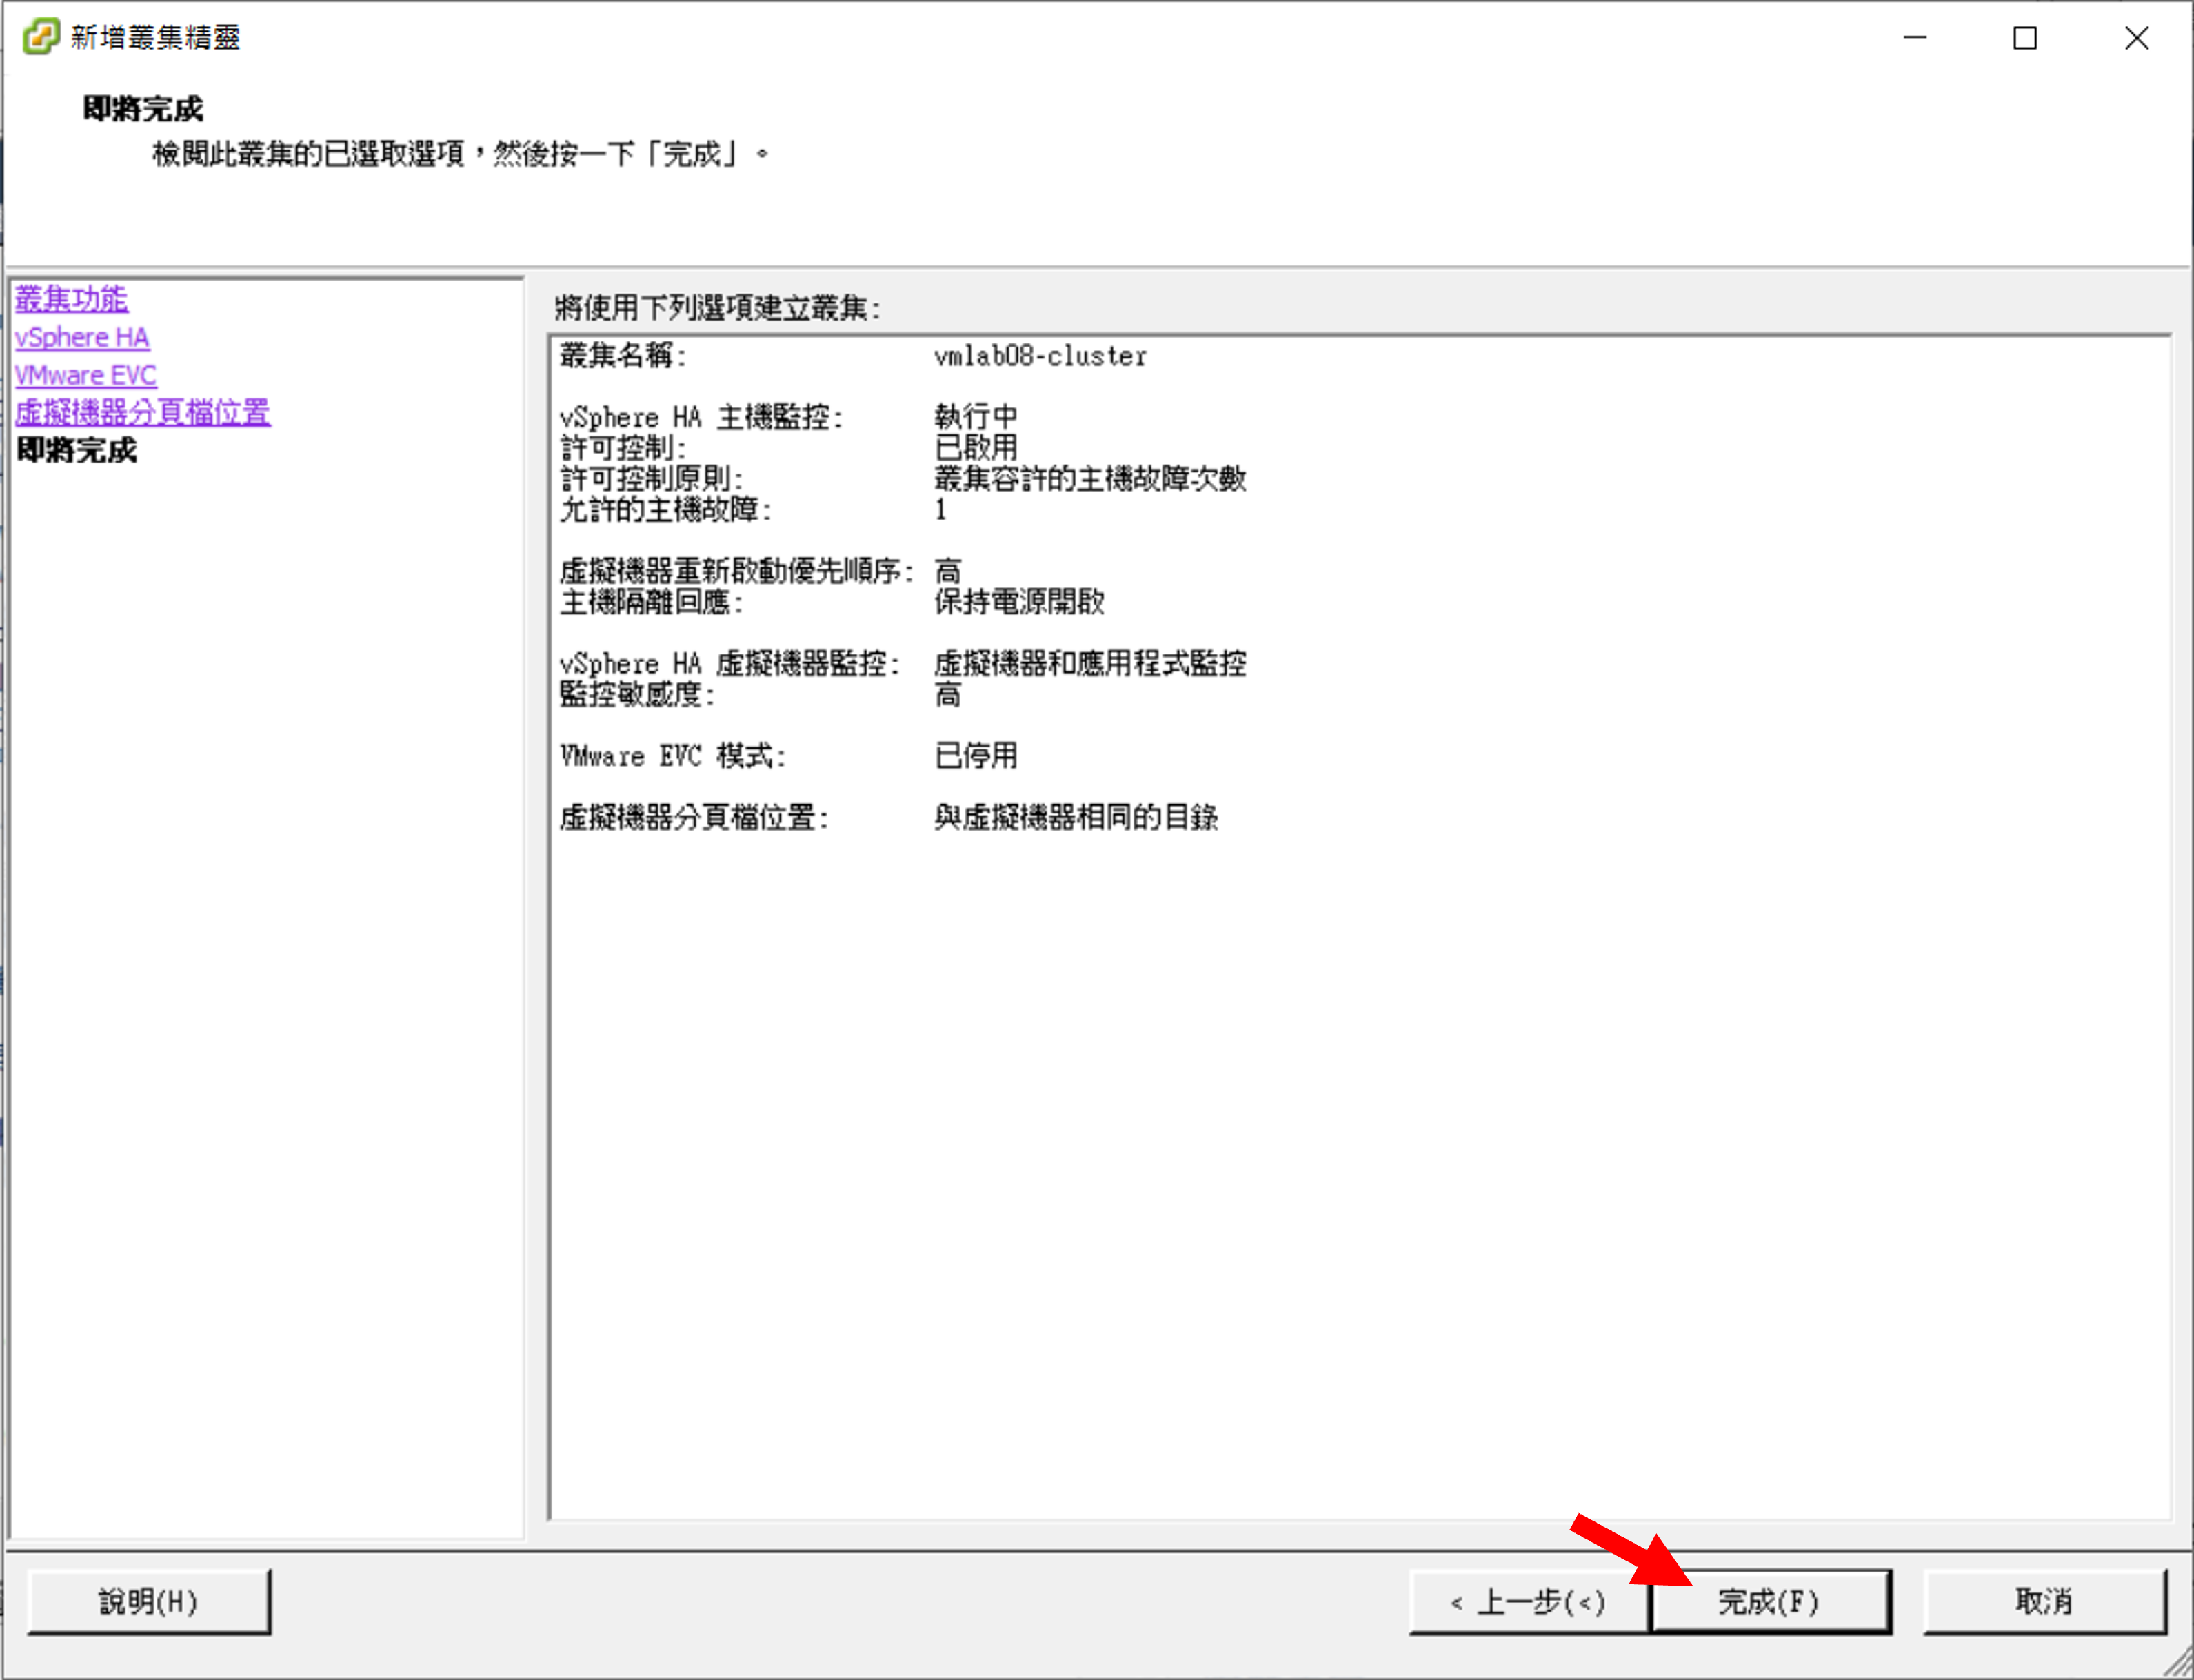 新增叢集精靈
即將完成
檢閱此叢集的已選取選項，然後按一下「完成」。
叢集功能
vSphere HA
VMware EVC
虛擬機器分頁檔位置
即將完成
將使用下列選項建立叢集:
叢集名稱: vmlab08-cluster
vSphere HA 主機監控: 執行中
許可控制: 已啟用
許可控制原則: 叢集容許的主機故障次數
允許的主機故障: 1
虛擬機器重新啟動優先順序: 高
主機隔離回應: 保持電源開啟
vSphere HA 虛擬機器監控: 虛擬機器和應用程式監控
監控敏感度: 高
VMware EVC 模式: 已停用
虛擬機器分頁檔位置: 與虛擬機器相同的目錄
說明(H) < 上一步(<) 完成(F) 取消